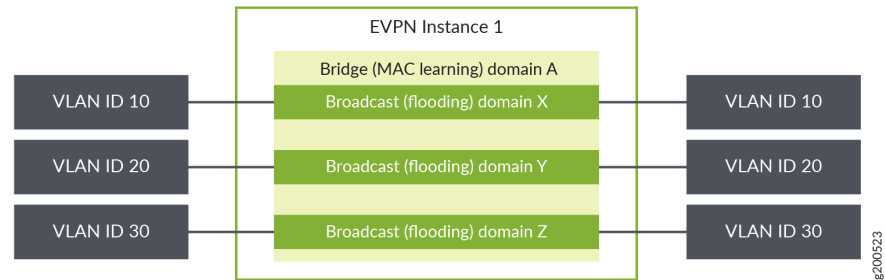 EVPN Instance 1
Bridge (MAC learning) domain A
VLAN ID 10
Broadcast (flooding) domain X
VLAN ID 10
VLAN ID 20
Broadcast (flooding) domain Y
VLAN ID 20
VLAN ID 30
Broadcast (flooding) domain Z
VLAN ID 30
g200523